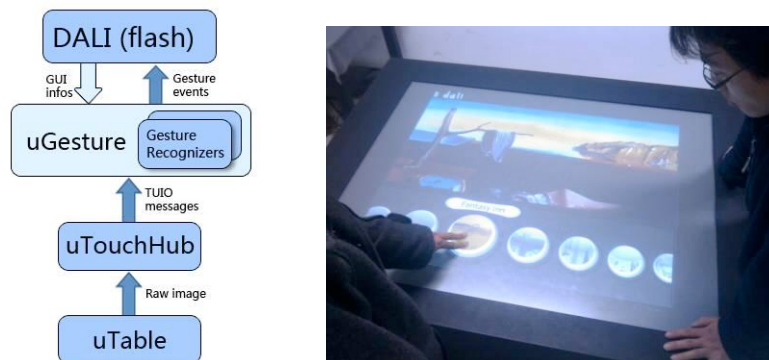 DALI (flash)
GUI
infos
Gesture
events
uGesture
Gesture
Recognizers
TUIO
messages
uTouchHub
Raw image
uTable
dali